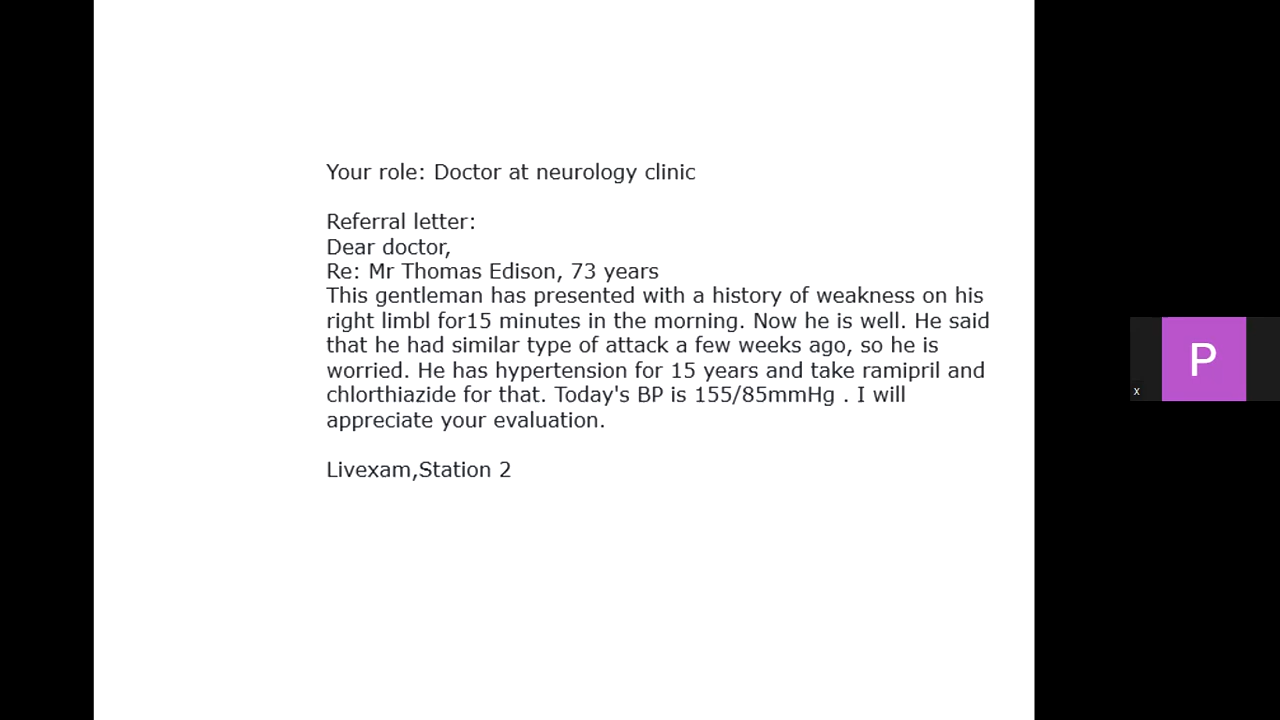 Your role: Doctor at neurology clinic
Referral letter:
Dear doctor,
Re: Mr Thomas Edison, 73 years
This gentleman has presented with a history of weakness on his
right limbl for15 minutes in the morning. Now he is well. He said
that he had similar type of attack a few weeks ago, so he is
worried. He has hypertension for 15 years and take ramipril and
chlorthiazide for that. Today's BP is 155/85mmHg . I will
appreciate your evaluation.
Livexam,Station 2
P
x